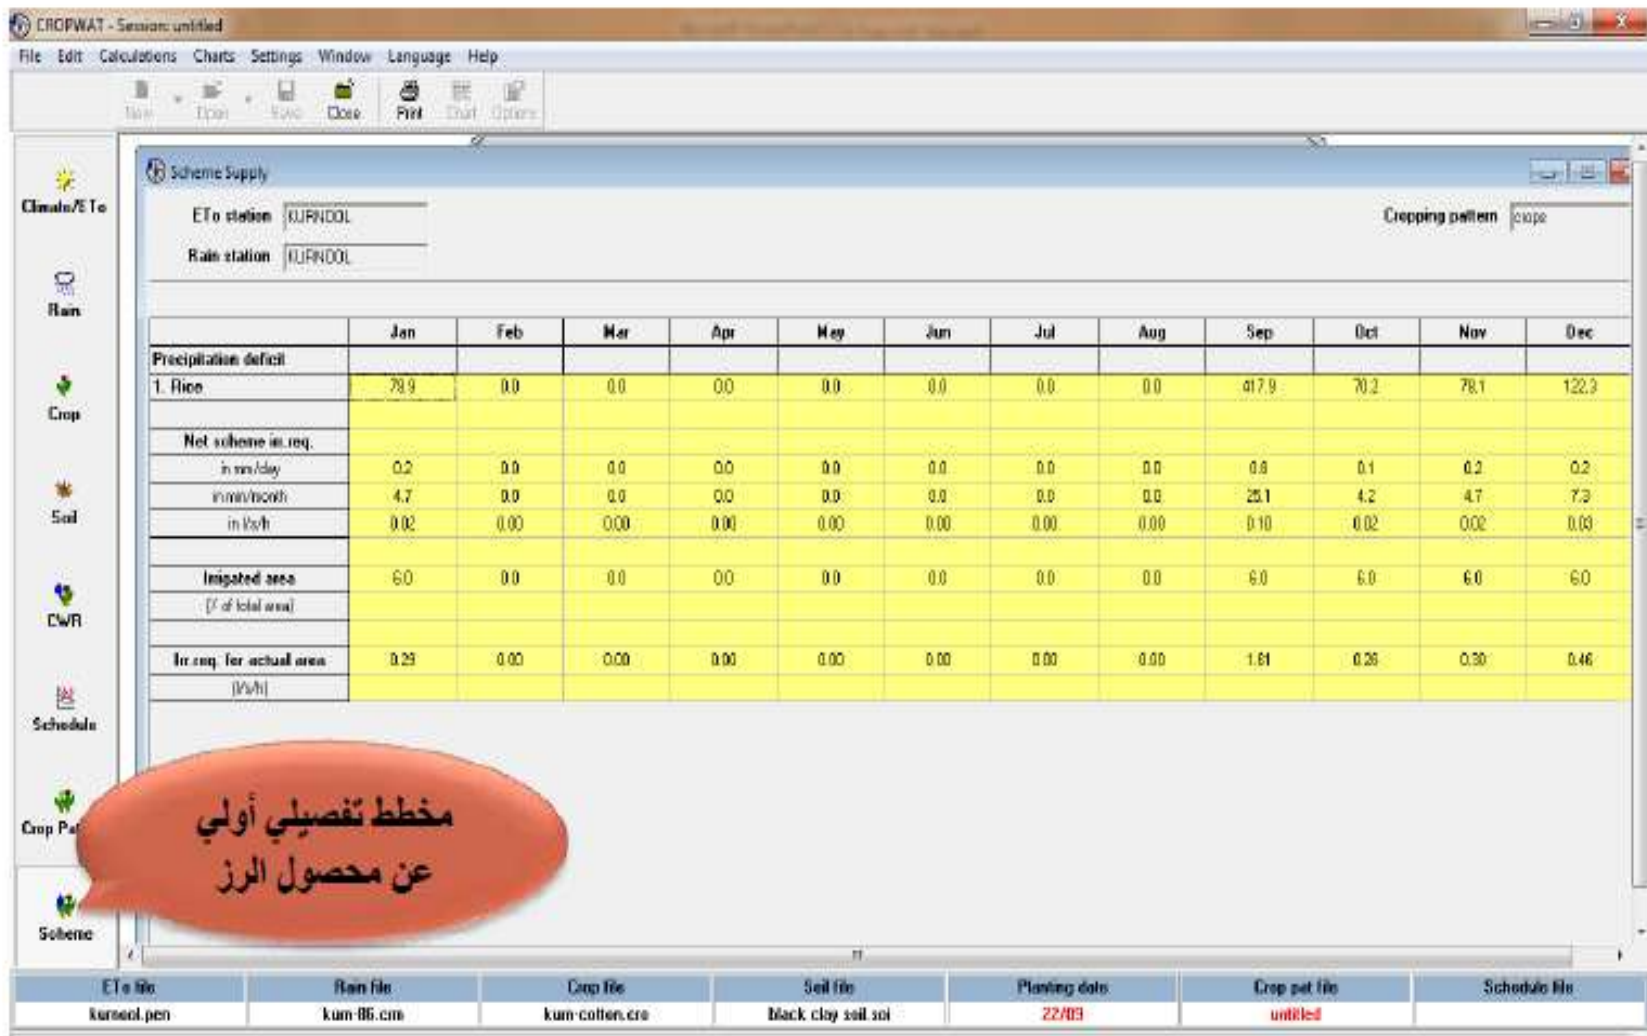 CROPWAT - Session: untitled
File Edit Calculations Charts Settings Window Language Help
New Open Save Close Print Chart Options
Scheme Supply
ETo station KURNOOL
Cropping pattern crops
Rain station KURNOOL
Jan Feb Mar Apr May Jun Jul Aug Sep Oct Nov Dec
Precipitation deficit
1. Rice 78.9 0.0 0.0 0.0 0.0 0.0 0.0 0.0 417.9 70.2 78.1 122.3
Net scheme irr.req.
in mm/day 0.2 0.0 0.0 0.0 0.0 0.0 0.0 0.0 0.8 0.1 0.2 0.2
in mm/month 4.7 0.0 0.0 0.0 0.0 0.0 0.0 0.0 25.1 4.2 4.7 7.3
in l/s/h 0.02 0.00 0.00 0.00 0.00 0.00 0.00 0.00 0.10 0.02 0.02 0.03
Irrigated area 6.0 0.0 0.0 0.0 0.0 0.0 0.0 0.0 6.0 6.0 6.0 6.0
(% of total area)
Irr.req. for actual area 0.29 0.00 0.00 0.00 0.00 0.00 0.00 0.00 1.61 0.26 0.30 0.46
(l/s/h)
Climate/ETo
Rain
Crop
Soil
CWR
Schedule
Crop Pat
Scheme
مخطط تفصيلي أولي
عن محصول الرز
ETo file Rain file Crop file Soil file Planting date Crop pat file Schedule file
kurnool.pen kum-86.crm kum-cotton.cro black clay soil.soi 22/09 untitled